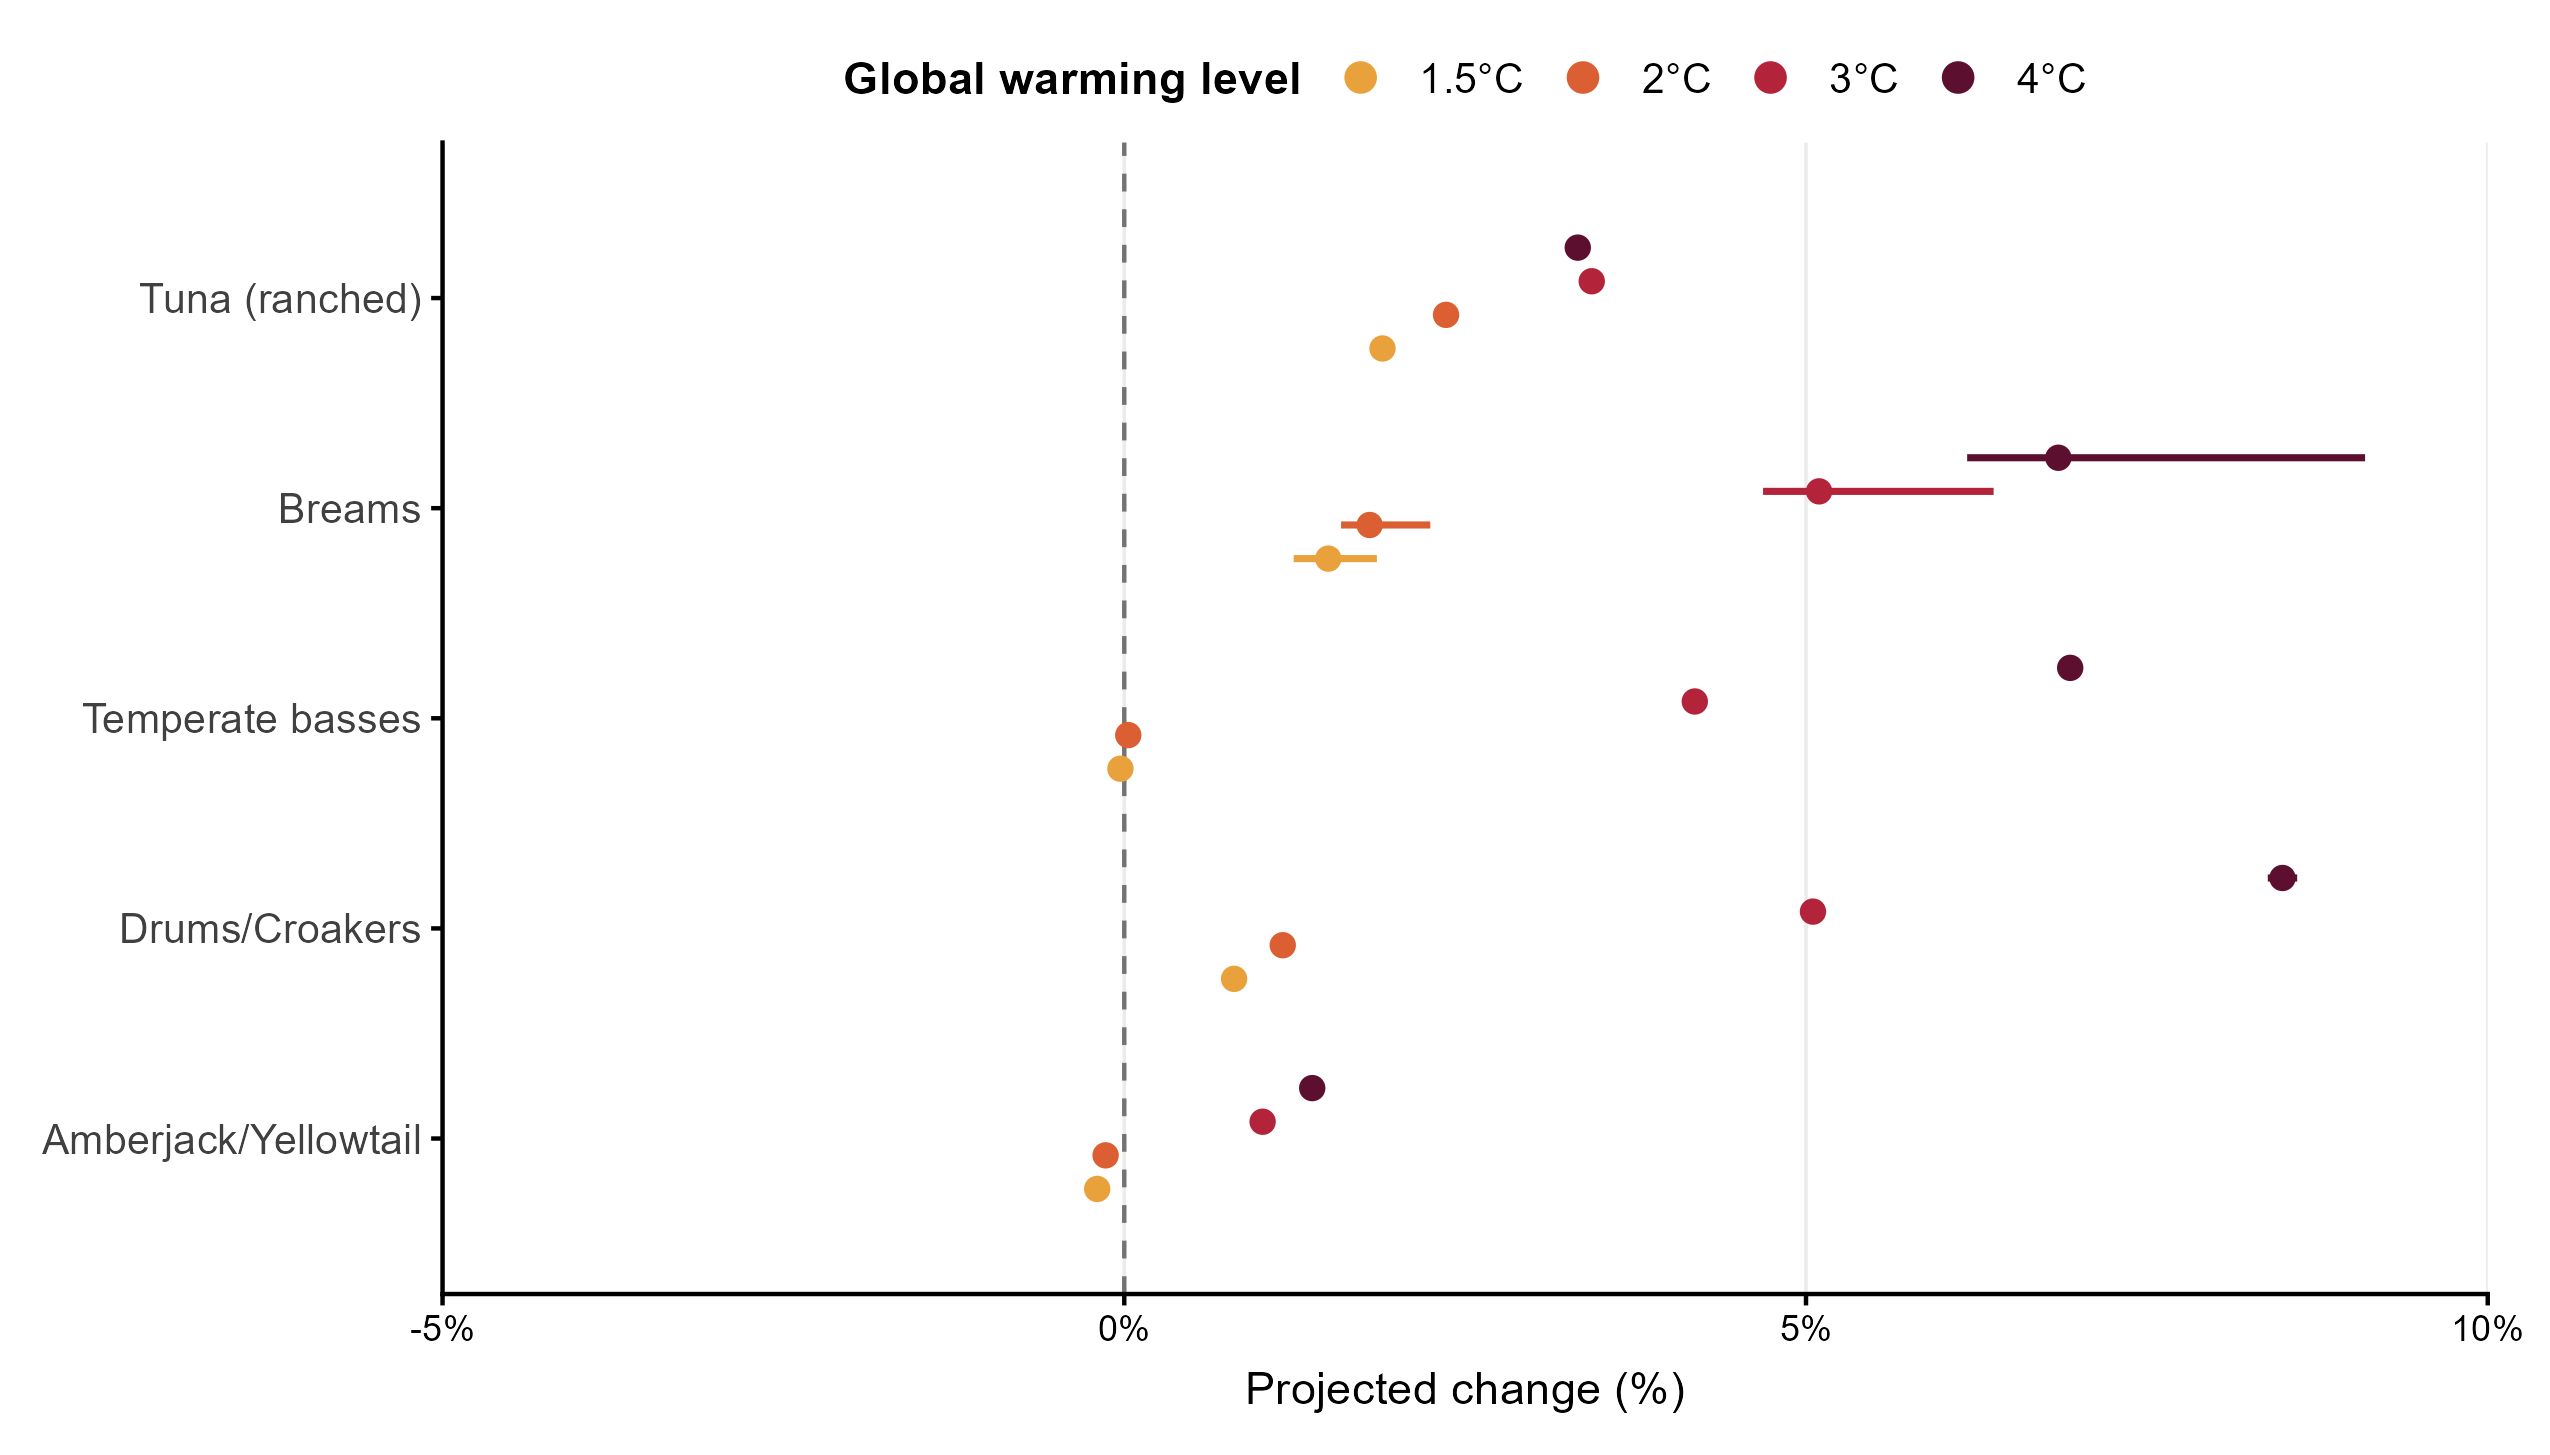 Global warming level 1.5°C 2°C 3°C 4°C
Tuna (ranched)
Breams
Temperate basses
Drums/Croakers
Amberjack/Yellowtail
-5% 0% 5% 10%
Projected change (%)